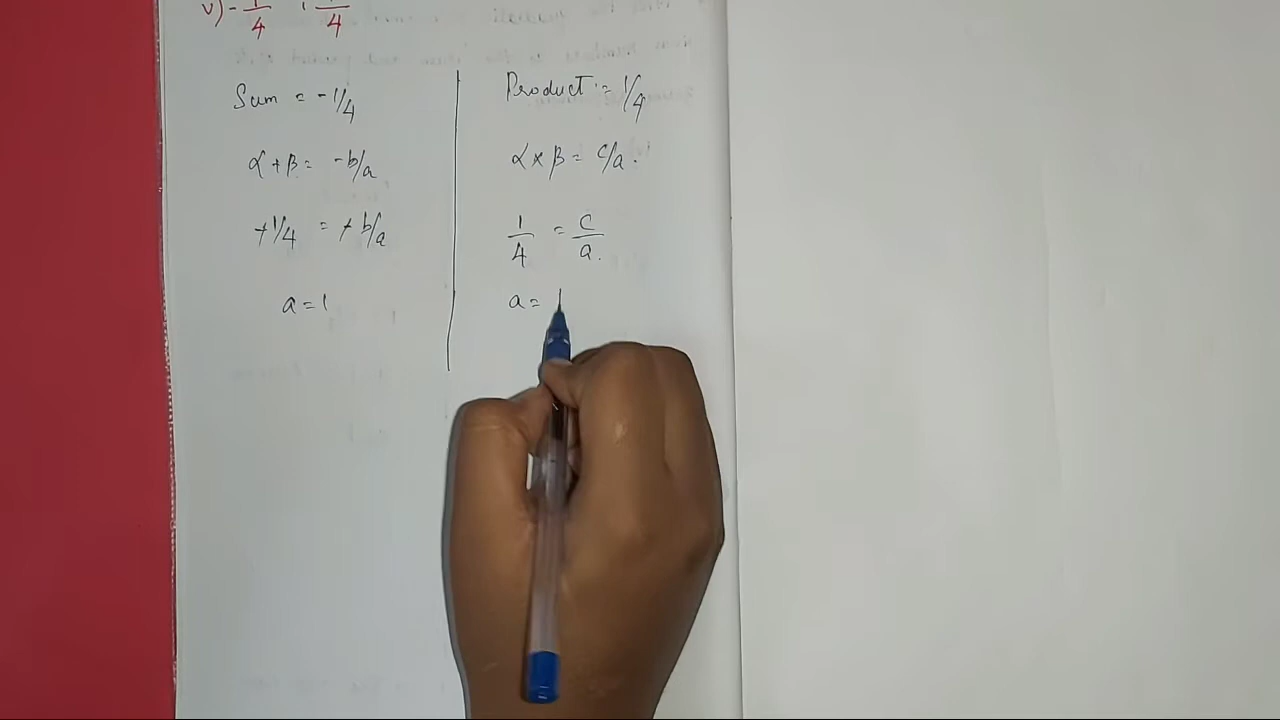 v) - 1/4 , 1/4
Sum = -1/4
α + β = -b/a
+1/4 = + b/a
a = 1
Product = 1/4
α × β = c/a.
1/4 = c/a.
a = 1